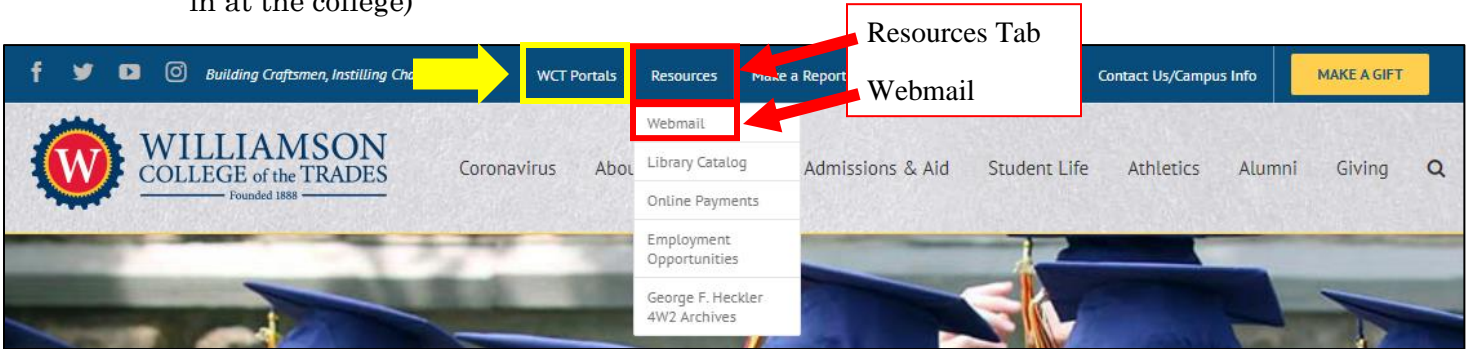 in at the college)
Resources Tab
Webmail
Building Craftsmen, Instilling Cha
WCT Portals
Resources
Make a Report
Contact Us/Campus Info
MAKE A GIFT
Webmail
Library Catalog
Online Payments
Employment
Opportunities
George F. Heckler
4W2 Archives
W
WILLIAMSON
COLLEGE of the TRADES
Founded 1888
Coronavirus
Abou
Admissions & Aid
Student Life
Athletics
Alumni
Giving